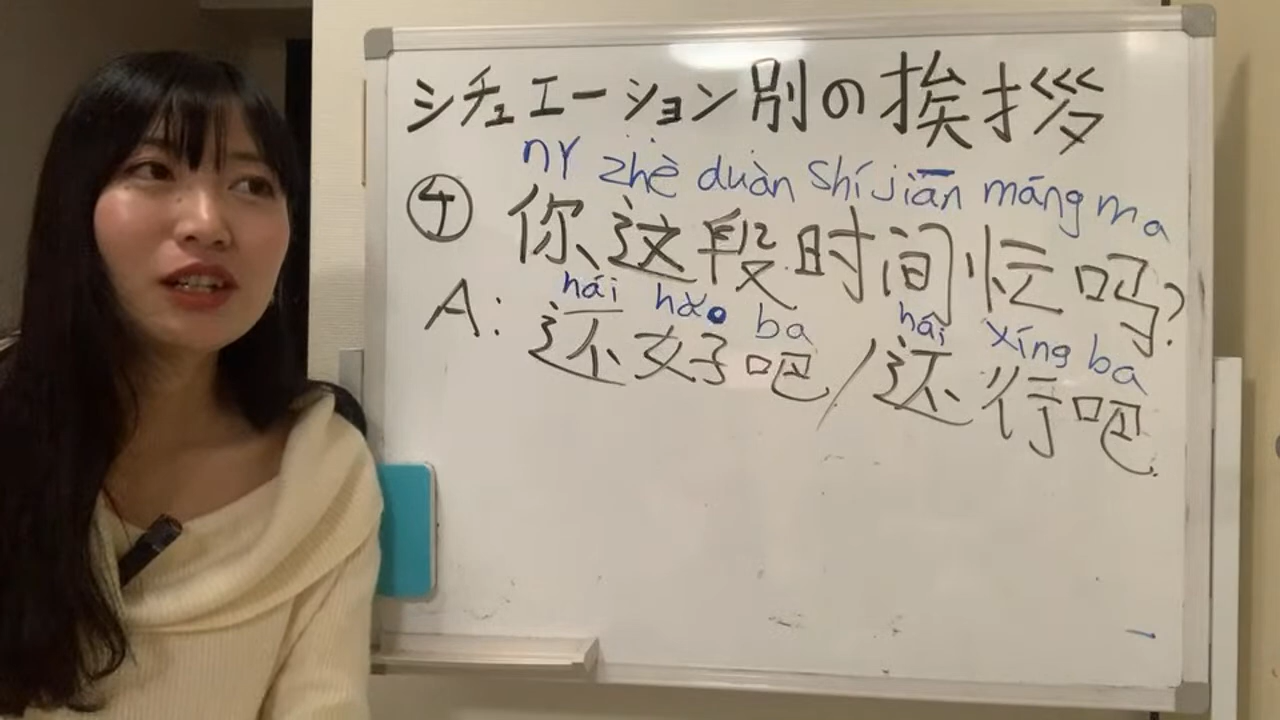 シチュエーション別の挨拶
nǐ zhè duàn shí jiān máng ma
④ 你这段时间忙吗?
hái hǎo ba hái xíng ba
A: 还好吧/还行吧.